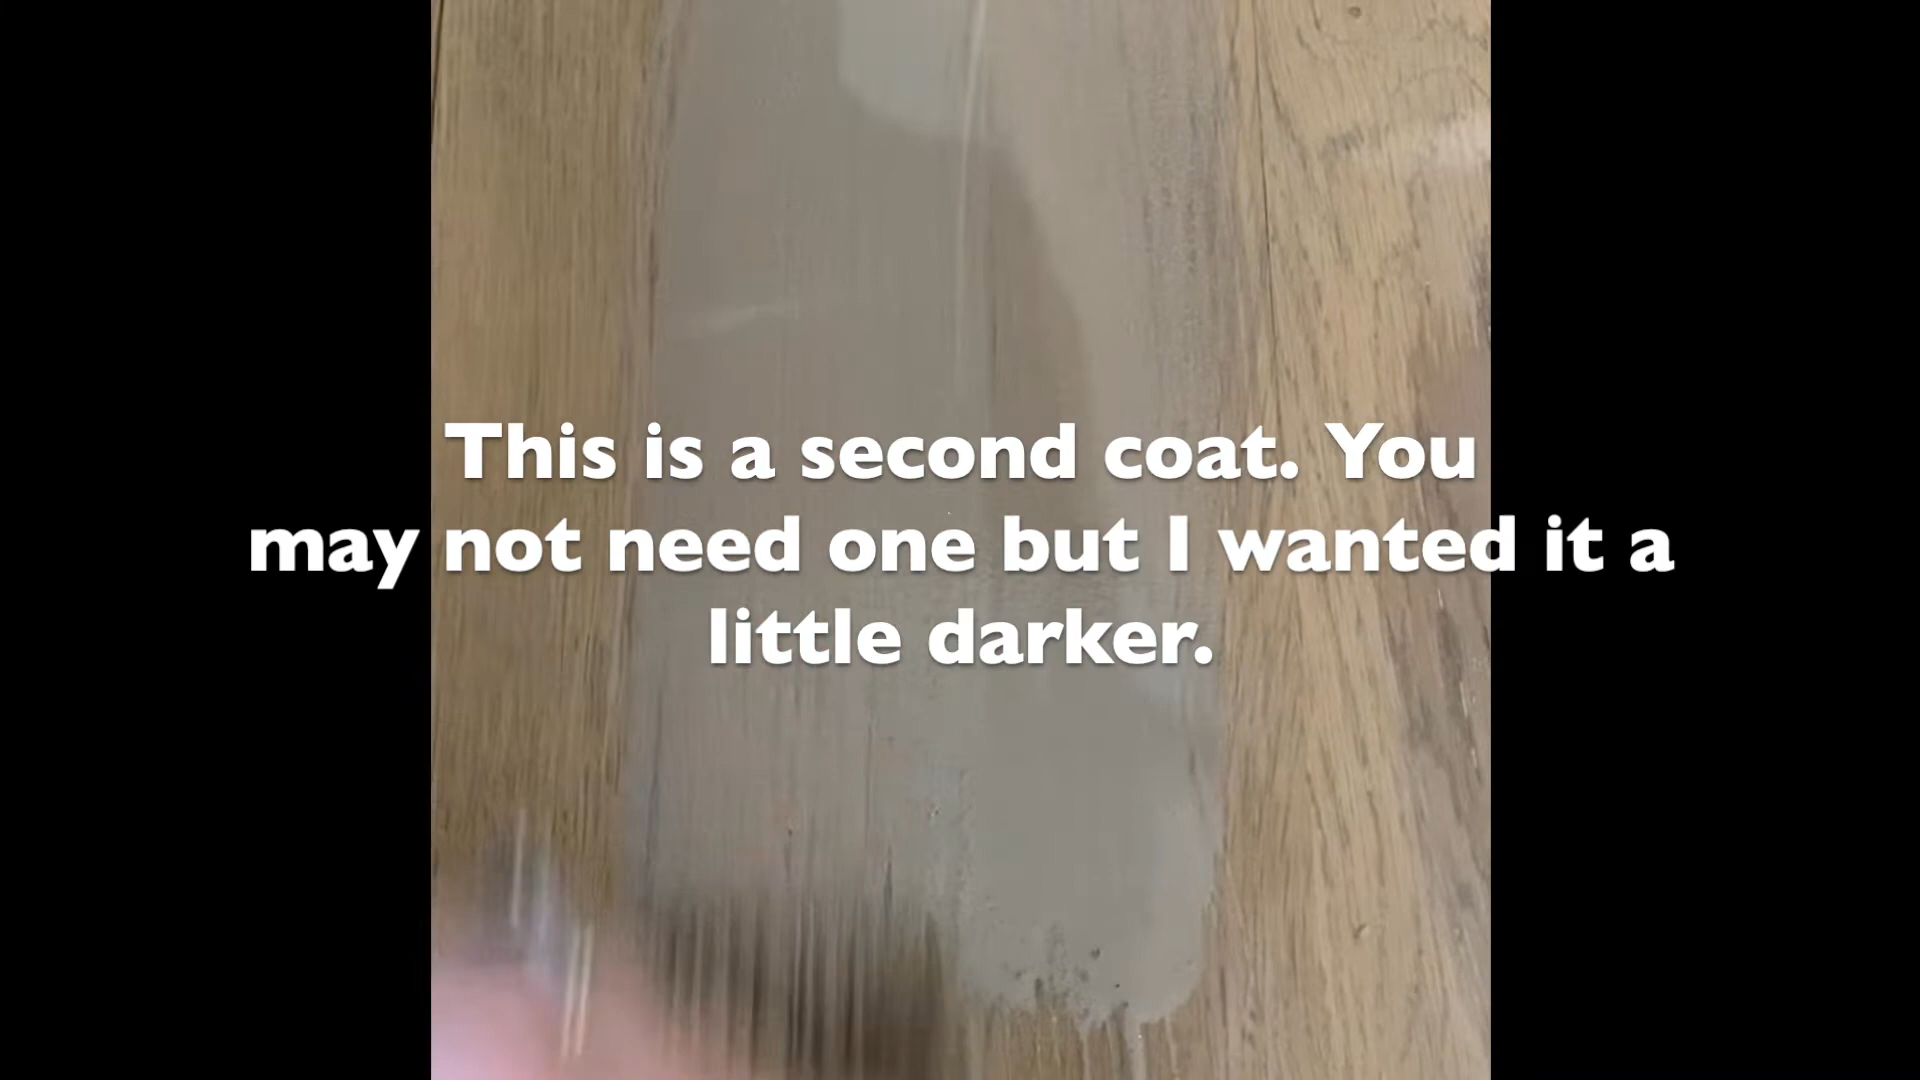 This is a second coat. You
may not need one but I wanted it a
little darker.